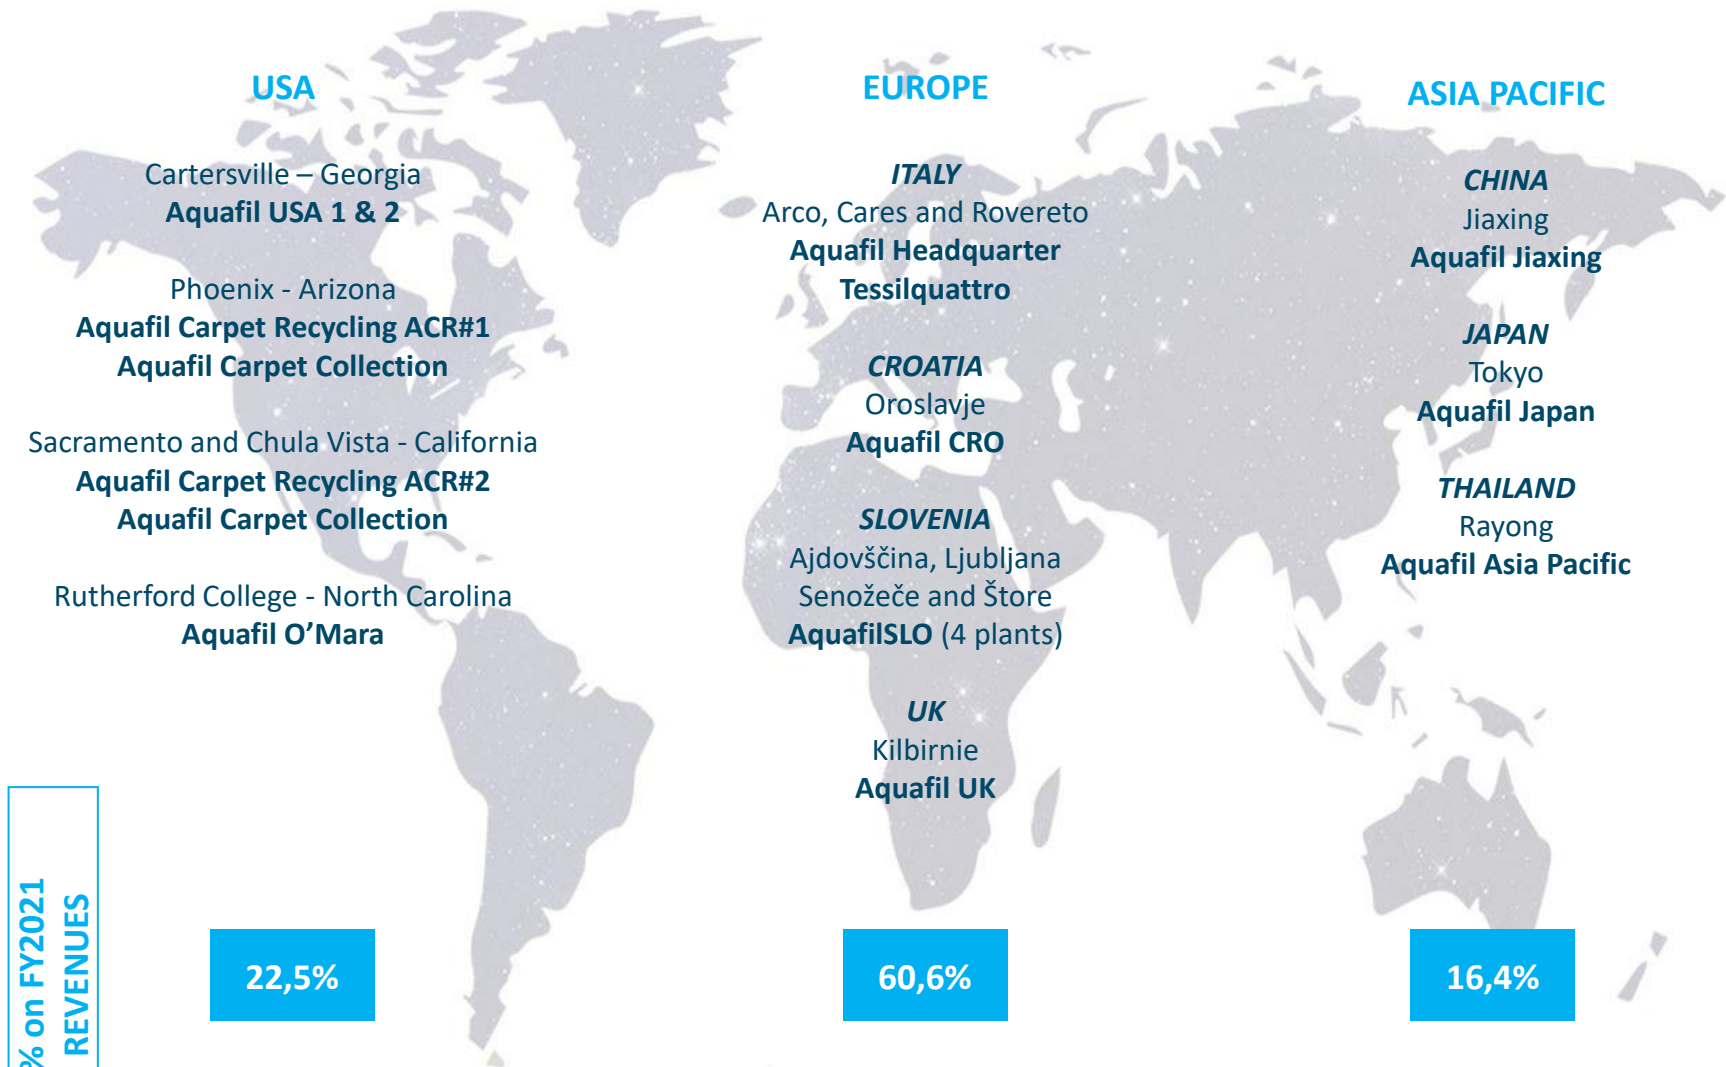 USA
Cartersville – Georgia
Aquafil USA 1 & 2
Phoenix - Arizona
Aquafil Carpet Recycling ACR#1
Aquafil Carpet Collection
Sacramento and Chula Vista - California
Aquafil Carpet Recycling ACR#2
Aquafil Carpet Collection
Rutherford College - North Carolina
Aquafil O’Mara
EUROPE
ITALY
Arco, Cares and Rovereto
Aquafil Headquarter
Tessilquattro
CROATIA
Oroslavje
Aquafil CRO
SLOVENIA
Ajdovščina, Ljubljana
Senožeče and Štore
AquafilSLO (4 plants)
UK
Kilbirnie
Aquafil UK
ASIA PACIFIC
CHINA
Jiaxing
Aquafil Jiaxing
JAPAN
Tokyo
Aquafil Japan
THAILAND
Rayong
Aquafil Asia Pacific
% on FY2021
REVENUES
22,5%
60,6%
16,4%